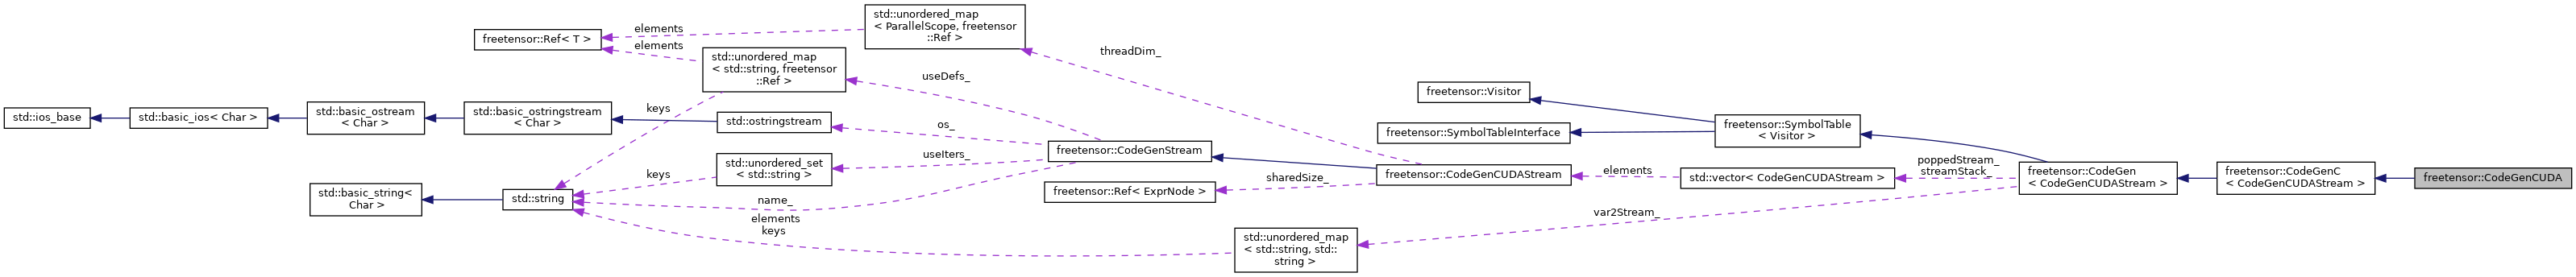 std::ios_base
std::basic_ios< Char >
std::basic_ostream
< Char >
std::basic_string<
Char >
freetensor::Ref< T >
std::basic_ostringstream
< Char >
std::string
elements
elements
keys
keys
std::unordered_map
< std::string, freetensor
::Ref >
std::ostringstream
std::unordered_set
< std::string >
name_
elements
keys
std::unordered_map
< ParallelScope, freetensor
::Ref >
useDefs_
os_
useIters_
threadDim_
freetensor::CodeGenStream
freetensor::Ref< ExprNode >
sharedSize_
std::unordered_map
< std::string, std::
string >
freetensor::Visitor
freetensor::SymbolTableInterface
freetensor::CodeGenCUDAStream
elements
var2Stream_
freetensor::SymbolTable
< Visitor >
std::vector< CodeGenCUDAStream >
poppedStream_
streamStack_
freetensor::CodeGen
< CodeGenCUDAStream >
freetensor::CodeGenC
< CodeGenCUDAStream >
freetensor::CodeGenCUDA